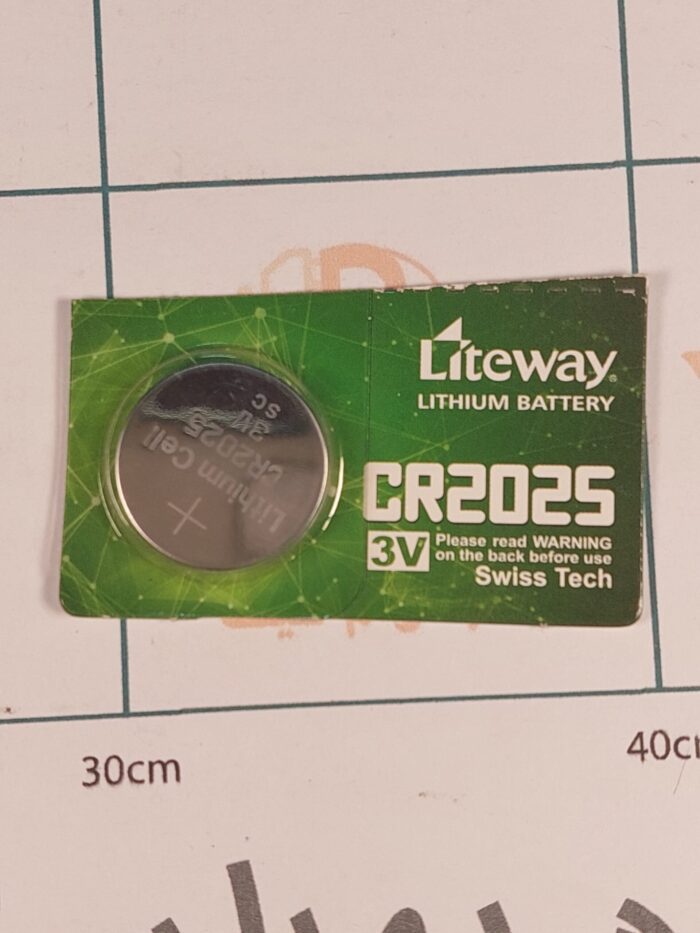 Lithium Cell
CR2025
3V
SC
+
Liteway®
LITHIUM BATTERY
CR2025
3V
Please read WARNING
on the back before use
Swiss Tech
30cm